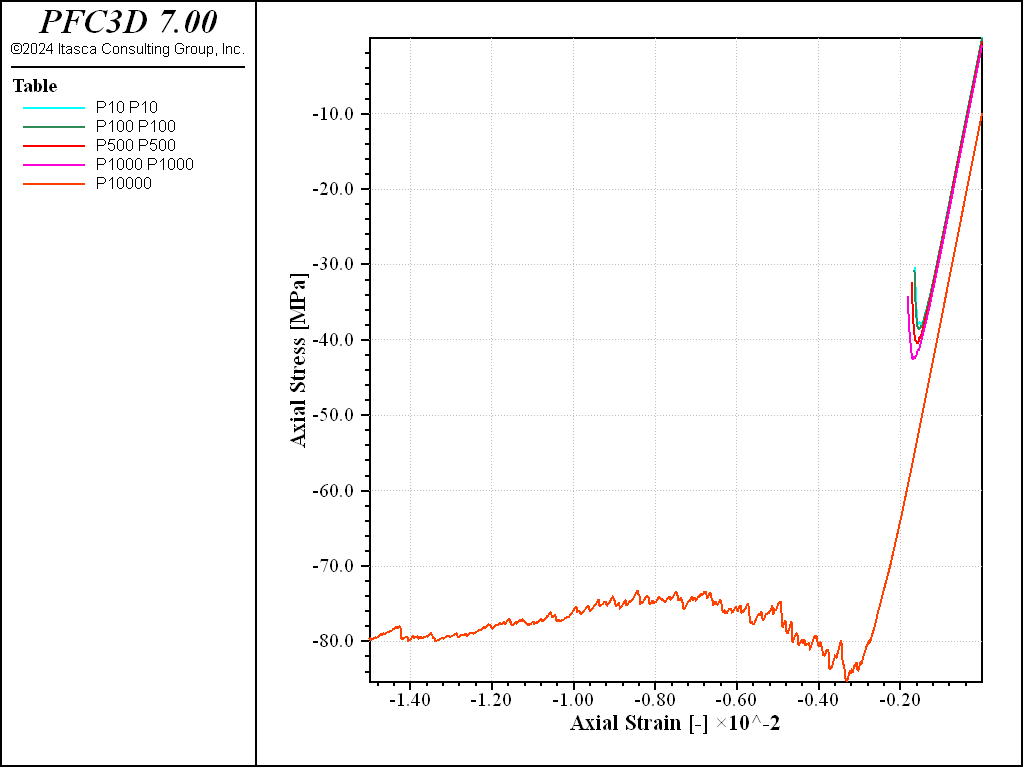 PFC3D 7.00
©2024 Itasca Consulting Group, Inc.
Table
P10 P10
P100 P100
P500 P500
P1000 P1000
P10000
-10.0
-20.0
-30.0
-40.0
-50.0
-60.0
-70.0
-80.0
Axial Stress [MPa]
-1.40 -1.20 -1.00 -0.80 -0.60 -0.40 -0.20
Axial Strain [-] ×10^-2